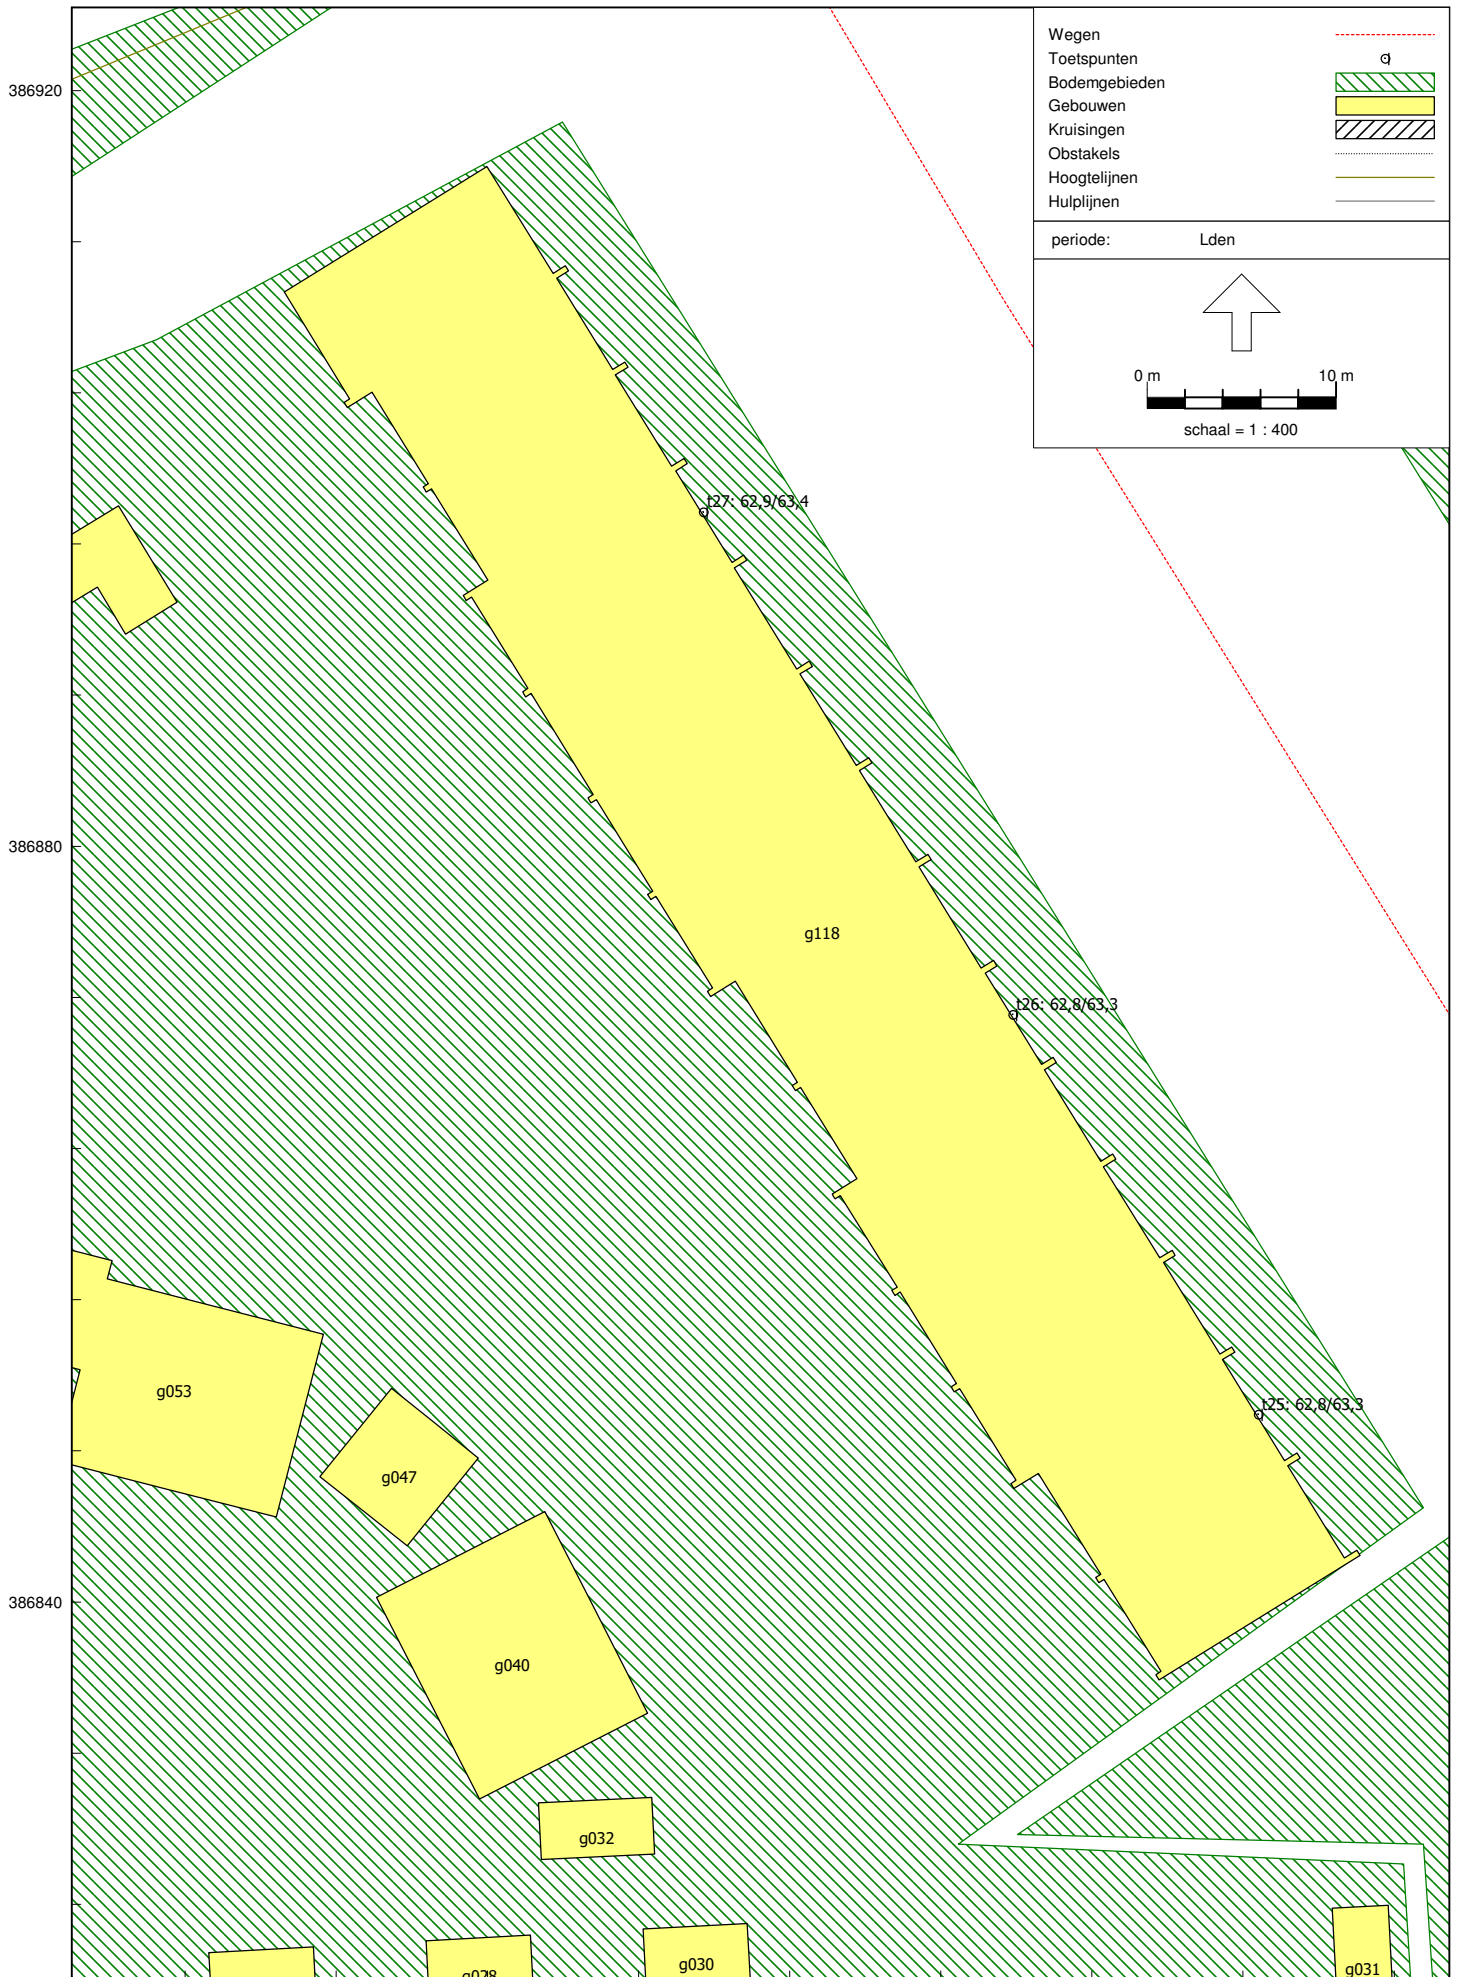 Wegen
Toetspunten
Bodemgebieden
Gebouwen
Kruisingen
Obstakels
Hoogtelijnen
Hulplijnen
periode: Lden
0 m 10 m
schaal = 1 : 400
386920
t27: 62,9/63,4
386880
g118
t26: 62,8/63,3
g053
t25: 62,8/63,3
g047
386840
g040
g032
g030
g028
g031